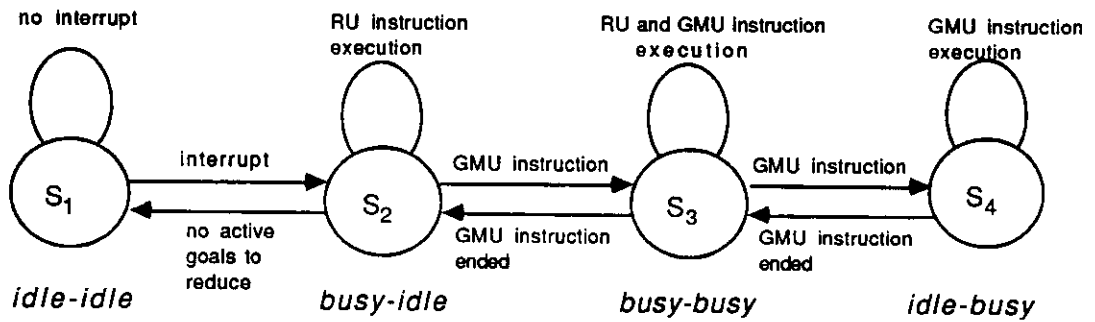 no interrupt
RU instruction
execution
RU and GMU instruction
execution
GMU instruction
execution
interrupt
GMU instruction
GMU instruction
S1
S2
S3
S4
no active
goals to
reduce
GMU instruction
ended
GMU instruction
ended
idle-idle
busy-idle
busy-busy
idle-busy